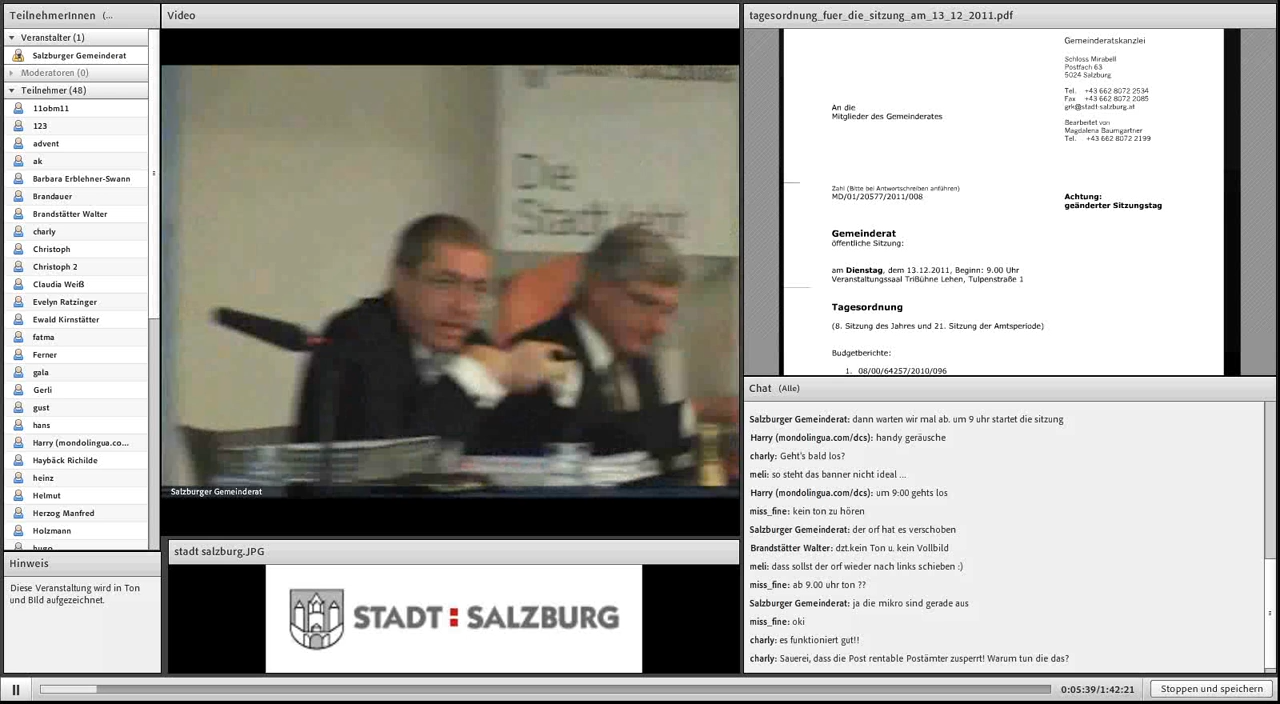 TeilnehmerInnen (...
Veranstalter (1)
Salzburger Gemeinderat
Moderatoren (0)
Teilnehmer (48)
11obm11
123
advent
ak
Barbara Erblehner-Swann
Brandauer
Brandstätter Walter
charly
Christoph
Christoph 2
Claudia Weiß
Evelyn Ratzinger
Ewald Kirnstätter
fatma
Ferner
gala
Gerli
gust
hans
Harry (mondolingua.co...
Haybäck Richilde
heinz
Helmut
Herzog Manfred
Holzmann
hugo
Hinweis
Diese Veranstaltung wird in Ton
und BIld aufgezeichnet.
Video
Die
Stadt
Salzburger Gemeinderat
stadt salzburg.JPG
STADT : SALZBURG
tagesordnung_fuer_die_sitzung_am_13_12_2011.pdf
Gemeinderatskanzlei
Schloss Mirabell
Postfach 63
5024 Salzburg
Tel. +43 662 8072 2534
Fax +43 662 8072 2085
grk@stadt-salzburg.at
Bearbeitet von
Magdalena Baumgartner
Tel. +43 662 8072 2199
An die
Mitglieder des Gemeinderates
Zahl (Bitte bei Antwortschreiben anführen)
MD/01/20577/2011/008
Achtung:
geänderter Sitzungstag
Gemeinderat
öffentliche Sitzung:
am Dienstag, dem 13.12.2011, Beginn: 9.00 Uhr
Veranstaltungssaal TriBühne Lehen, Tulpenstraße 1
Tagesordnung
(8. Sitzung des Jahres und 21. Sitzung der Amtsperiode)
Budgetberichte:
1. 08/00/64257/2010/096
Chat (Alle)
Salzburger Gemeinderat: dann warten wir mal ab. um 9 uhr startet die sitzung
Harry (mondolingua.com/dcs): handy geräusche
charly: Geht's bald los?
meli: so steht das banner nicht ideal ...
Harry (mondolingua.com/dcs): um 9:00 gehts los
miss_fine: kein ton zu hören
Salzburger Gemeinderat: der orf hat es verschoben
Brandstätter Walter: dzt.kein Ton u. kein Vollbild
meli: dass sollst der orf wieder nach links schieben :)
miss_fine: ab 9.00 uhr ton ??
Salzburger Gemeinderat: ja die mikro sind gerade aus
miss_fine: oki
charly: es funktioniert gut!!
charly: Sauerei, dass die Post rentable Postämter zusperrt! Warum tun die das?
0:05:39/1:42:21
Stoppen und speichern